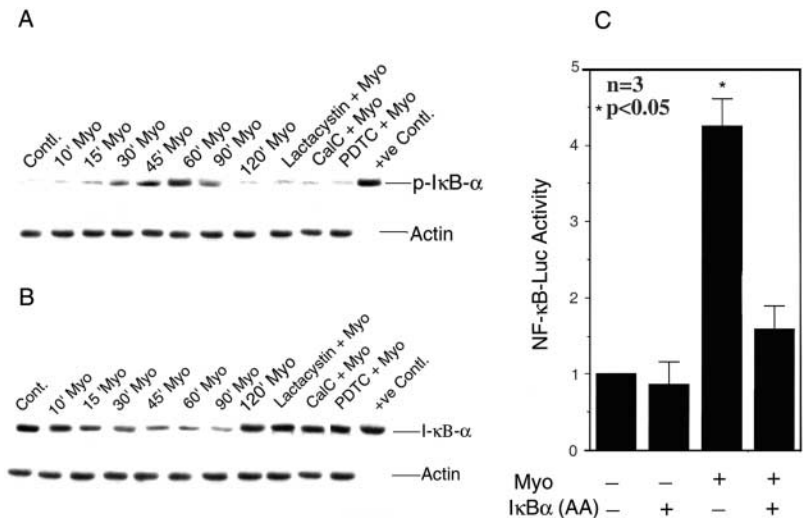 A
Contl.
10' Myo
15' Myo
30' Myo
45' Myo
60' Myo
90' Myo
120' Myo
Lactacystin + Myo
CalC + Myo
PDTC + Myo
+ve Contl.
p-IκB-α
Actin
B
Cont.
10' Myo
15 'Myo
30' Myo
45' Myo
60' Myo
90' Myo
120' Myo
Lactacystin + Myo
CalC + Myo
PDTC + Myo
+ve Contl.
I-κB-α
Actin
C
NF-κB-Luc Activity
5
4
3
2
1
0
n=3
* p<0.05
*
Myo – – + +
IκBα (AA) – + – +